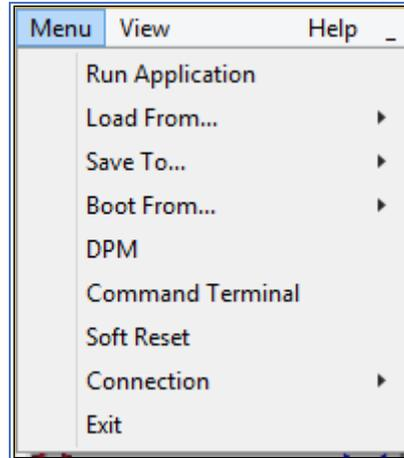 Menu View Help _
Run Application
Load From...
Save To...
Boot From...
DPM
Command Terminal
Soft Reset
Connection
Exit